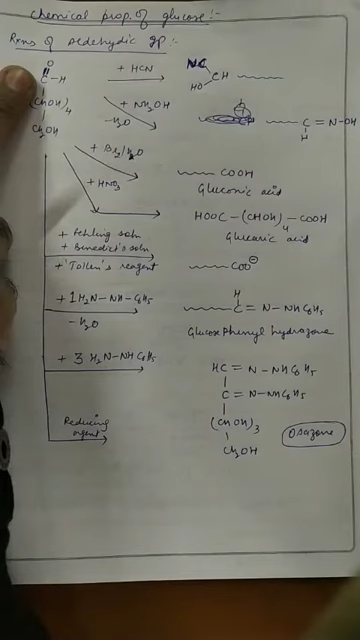 Chemical prop. of glucose :-
Rxns of aldehydic gp :-
O
C - H
(CHOH)4
CH2OH
+ HCN
NC
HO CH
+ NH2OH
-H2O
C = N - OH
H
+ Br2/H2O
COOH
Gluconic acid
+ HNO3
HOOC - (CHOH)4 - COOH
Glucaric acid
+ Fehling soln
+ Benedict's soln
+ Tollen's reagent
COO⊖
+ 1 H2N - NH - C6H5
- H2O
H
C = N - NHC6H5
Glucose Phenyl hydrazone
+ 3 H2N - NH C6H5
HC = N - NHC6H5
C = N - NHC6H5
(CHOH)3
CH2OH
Osazone
Reducing
agent